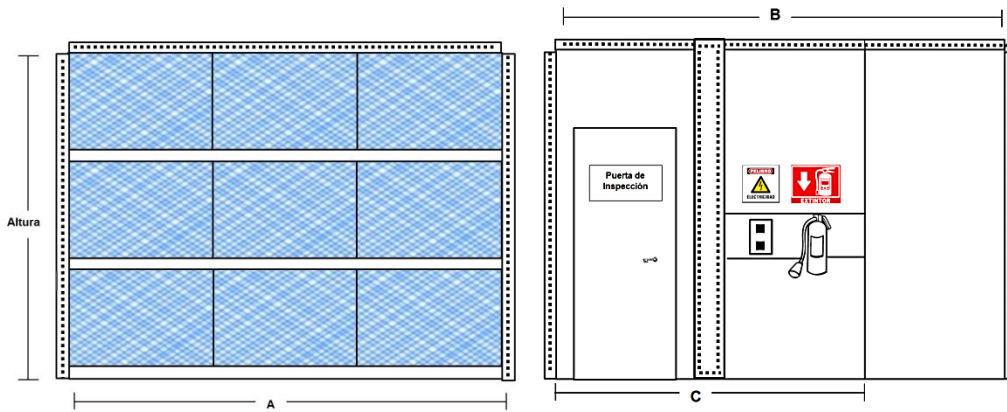 Altura
A
B
Puerta de
Inspección
PELIGRO
ELECTRICIDAD
EXTINTOR
C